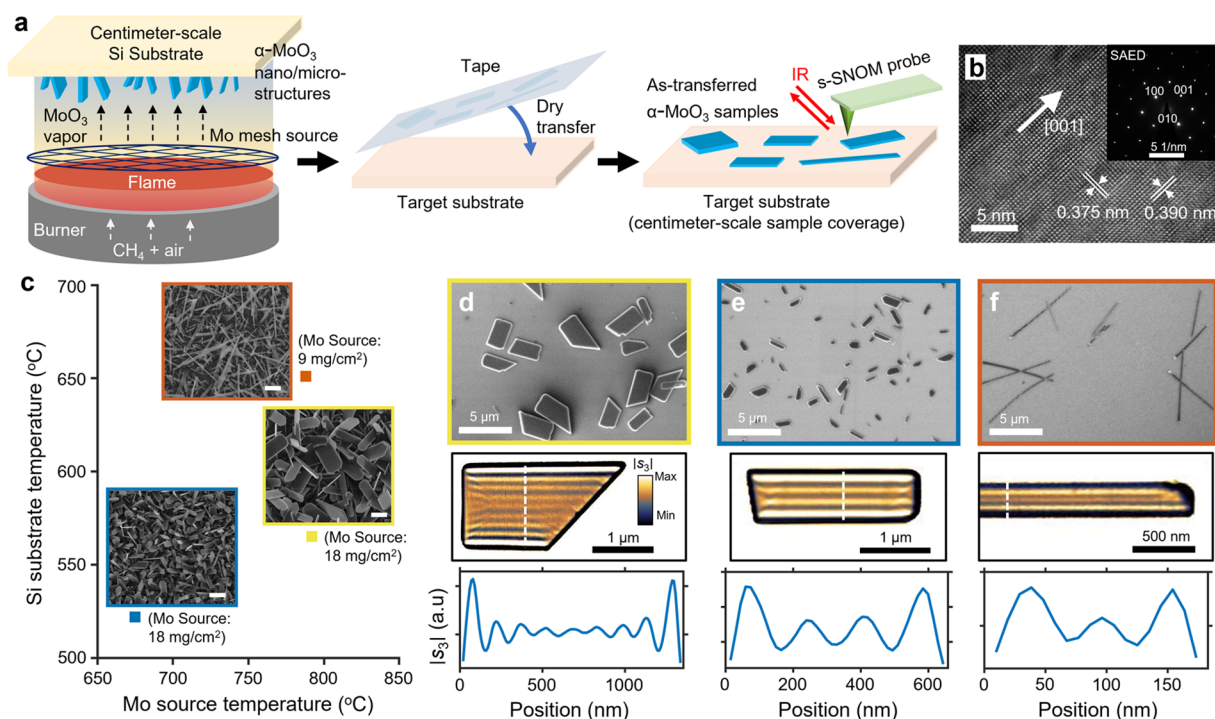 a
Centimeter-scale
Si Substrate
α-MoO₃
nano/micro-
structures
MoO₃
vapor
Mo mesh source
Flame
Burner
CH₄ + air
Tape
Dry
transfer
Target substrate
As-transferred
α-MoO₃ samples
IR
s-SNOM probe
Target substrate
(centimeter-scale sample coverage)
b
SAED
100
001
010
5 1/nm
[001]
5 nm
0.375 nm
0.390 nm
c
Si substrate temperature (°C)
700
650
600
550
500
650
700
750
800
850
Mo source temperature (°C)
(Mo Source:
9 mg/cm²)
(Mo Source:
18 mg/cm²)
(Mo Source:
18 mg/cm²)
d
5 μm
|s₃|
Max
Min
1 μm
|s₃| (a.u)
0
500
1000
Position (nm)
e
5 μm
1 μm
0
200
400
600
Position (nm)
f
5 μm
500 nm
0
50
100
150
Position (nm)